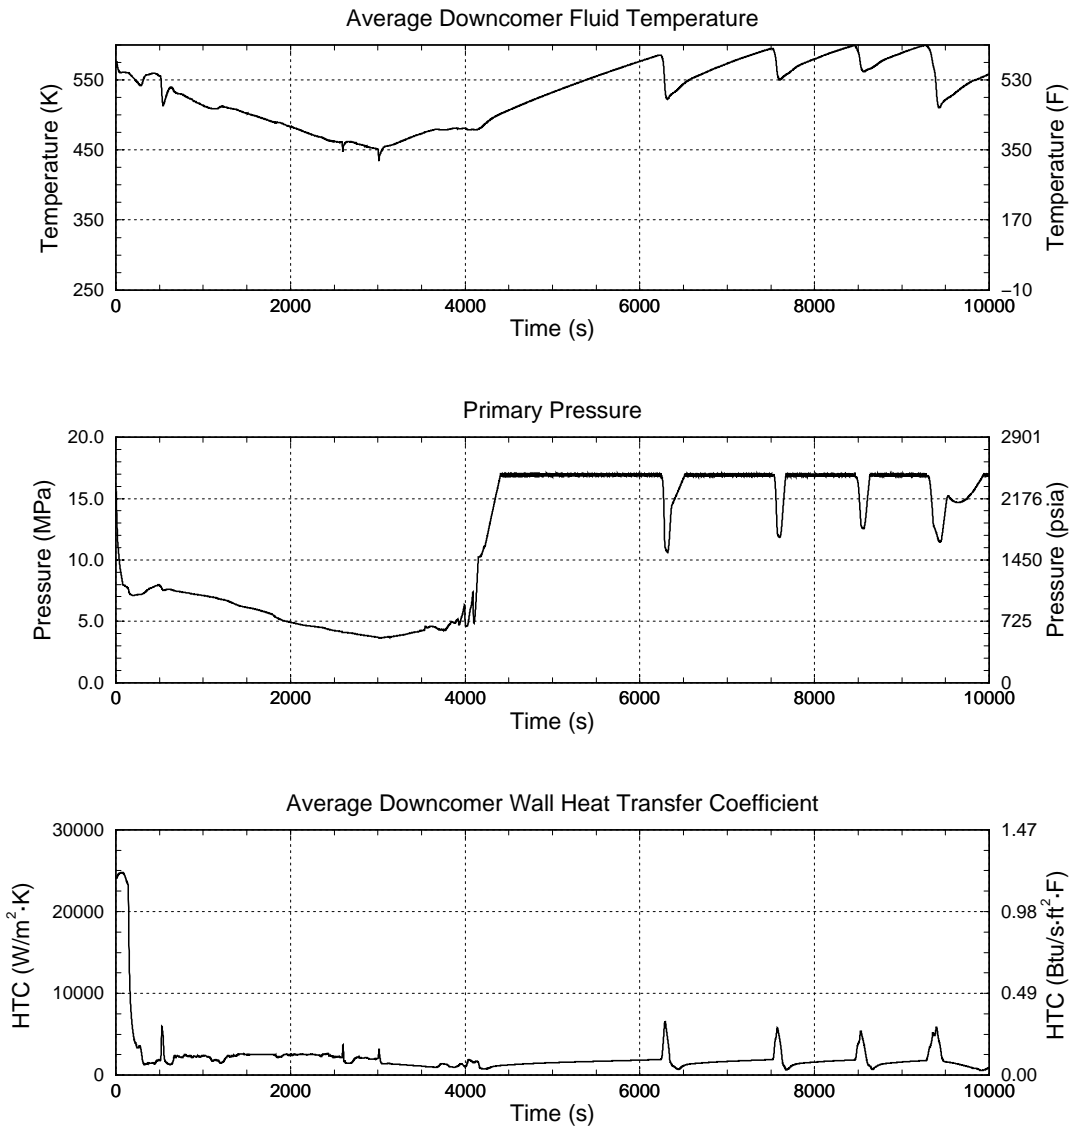 Average Downcomer Fluid Temperature
Temperature (K)
550
450
350
250
530
350
170
−10
Temperature (F)
0 2000 4000 6000 8000 10000
Time (s)
Primary Pressure
Pressure (MPa)
20.0
15.0
10.0
5.0
0.0
2901
2176
1450
725
0
Pressure (psia)
0 2000 4000 6000 8000 10000
Time (s)
Average Downcomer Wall Heat Transfer Coefficient
HTC (W/m²·K)
30000
20000
10000
0
1.47
0.98
0.49
0.00
HTC (Btu/s·ft²·F)
0 2000 4000 6000 8000 10000
Time (s)